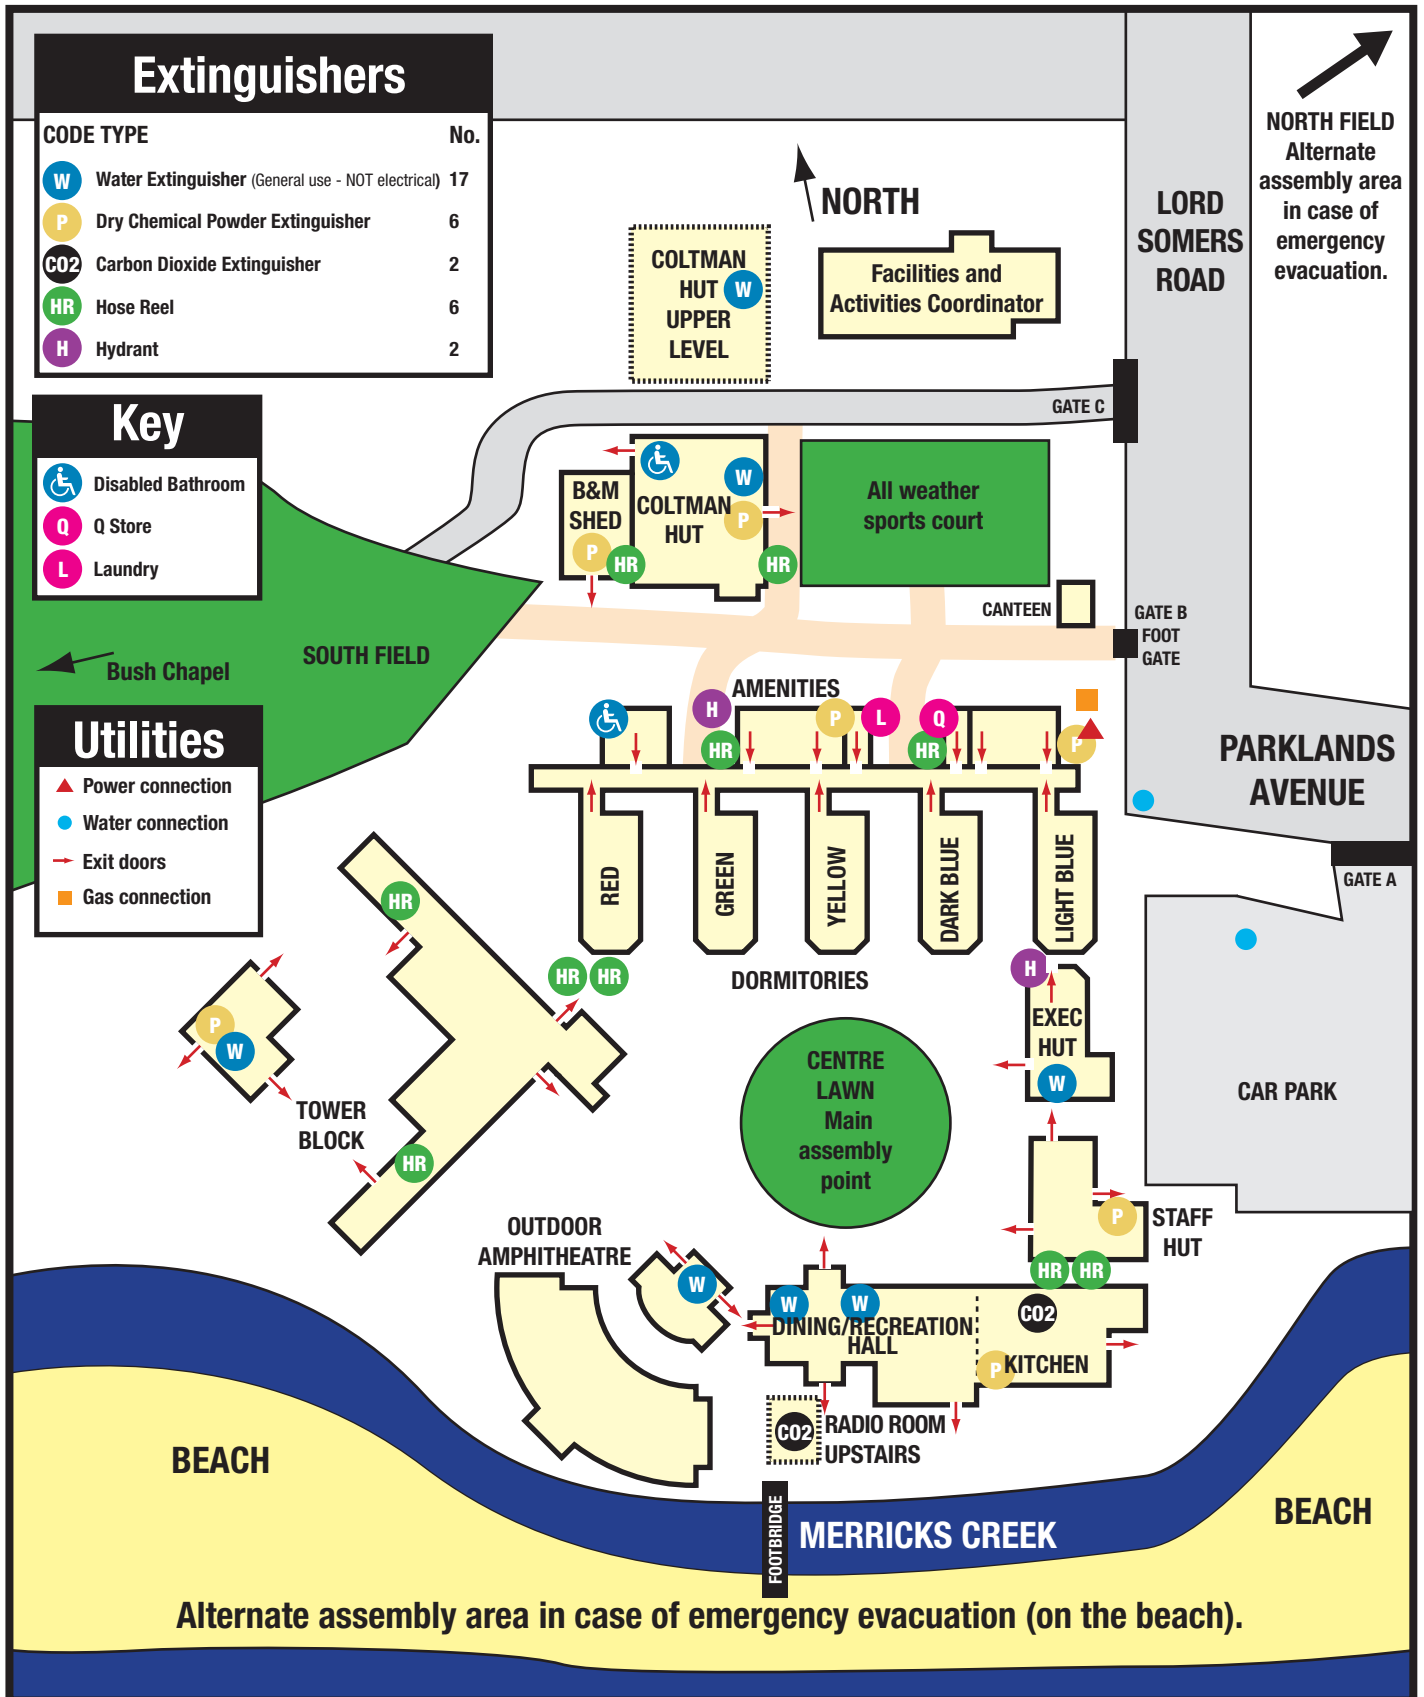 Extinguishers
CODE TYPE No.
W Water Extinguisher (General use - NOT electrical) 17
P Dry Chemical Powder Extinguisher 6
CO2 Carbon Dioxide Extinguisher 2
HR Hose Reel 6
H Hydrant 2
Key
Disabled Bathroom
Q Q Store
L Laundry
Utilities
Power connection
Water connection
Exit doors
Gas connection
NORTH FIELD
Alternate
assembly area
in case of
emergency
evacuation.
LORD
SOMERS
ROAD
NORTH
COLTMAN
HUT W
UPPER
LEVEL
Facilities and
Activities Coordinator
GATE C
B&M
SHED
P
HR
COLTMAN
HUT
W
P
HR
All weather
sports court
CANTEEN
GATE B
FOOT
GATE
SOUTH FIELD
Bush Chapel
AMENITIES
H
HR
P
L
Q
HR
P
PARKLANDS
AVENUE
GATE A
RED
GREEN
YELLOW
DARK BLUE
LIGHT BLUE
DORMITORIES
HR
HR HR
H
EXEC
HUT
W
CAR PARK
P
W
TOWER
BLOCK
HR
CENTRE
LAWN
Main
assembly
point
P
STAFF
HUT
HR HR
OUTDOOR
AMPHITHEATRE
W
W W
DINING/RECREATION
HALL
CO2
P KITCHEN
CO2
RADIO ROOM
UPSTAIRS
BEACH
FOOTBRIDGE
MERRICKS CREEK
BEACH
Alternate assembly area in case of emergency evacuation (on the beach).